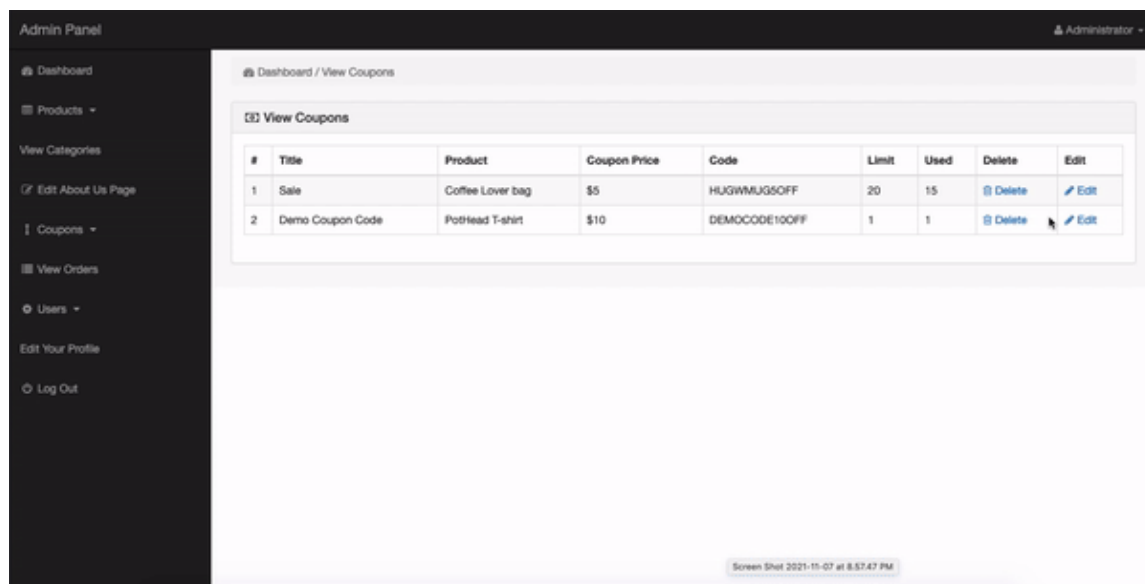 Admin Panel
Administrator
Dashboard
Products
View Categories
Edit About Us Page
Coupons
View Orders
Users
Edit Your Profile
Log Out
Dashboard / View Coupons
View Coupons
# Title Product Coupon Price Code Limit Used Delete Edit
1 Sale Coffee Lover bag $5 HUGWMUG5OFF 20 15 Delete Edit
2 Demo Coupon Code PotHead T-shirt $10 DEMOCODE10OFF 1 1 Delete Edit
Screen Shot 2021-11-07 at 8.57.47 PM